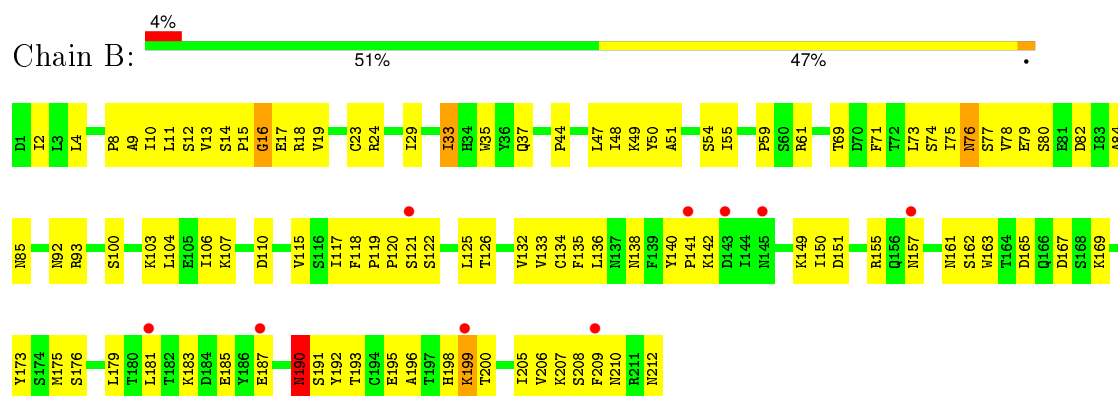 4%
Chain B:
51% 47% •
D1 I2 I3 L4 P8 A9 I10 L11 S12 V13 S14 P15 G16 E17 R18 V19 C23 R24 I29 I33 H34 W35 Y36 Q37 P44 L47 I48 K49 Y50 A51 S54 I55 P59 S60 R61 T69 D70 F71 T72 L73 S74 I75 N76 S77 V78 E79 S80 E81 D82 I83 A84
N85 N92 R93 S100 K103 L104 E105 I106 K107 D110 V115 S116 I117 F118 P119 P120 S121 S122 L125 T126 V132 V133 C134 F135 L136 N137 N138 F139 Y140 P141 K142 D143 I144 N145 K149 I150 D151 R155 Q156 N157 N161 S162 W163 T164 D165 Q166 D167 S168 K169
Y173 S174 M175 S176 L179 T180 L181 T182 K183 D184 E185 Y186 E187 N190 S191 Y192 T193 C194 E195 A196 T197 H198 K199 T200 I205 V206 K207 S208 F209 N210 R211 N212